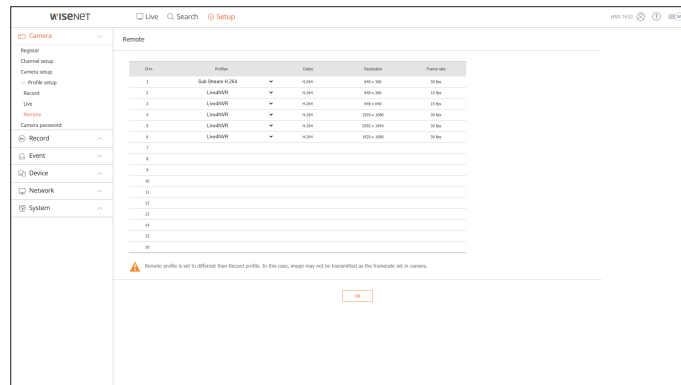 WISENET
Live Search Setup
HRX-1632
Camera
Register
Channel setup
Camera setup
Profile setup
Record
Live
Remote
Camera password
Record
Event
Device
Network
System
Remote
CH Profiles Codec Resolution Frame rate
1 Sub Stream H.264 H.264 640 x 360 30 fps
2 Live4NVR H.264 640 x 360 15 fps
3 Live4NVR H.264 640 x 640 15 fps
4 Live4NVR H.264 1920 x 1080 30 fps
5 Live4NVR H.264 2592 x 1944 30 fps
6 Live4NVR H.264 1920 x 1080 30 fps
7
8
9
10
11
12
13
14
15
16
Remote profile is set to different than Record profile. In this case, image may not be transmitted as the framerate set in camera.
Ok